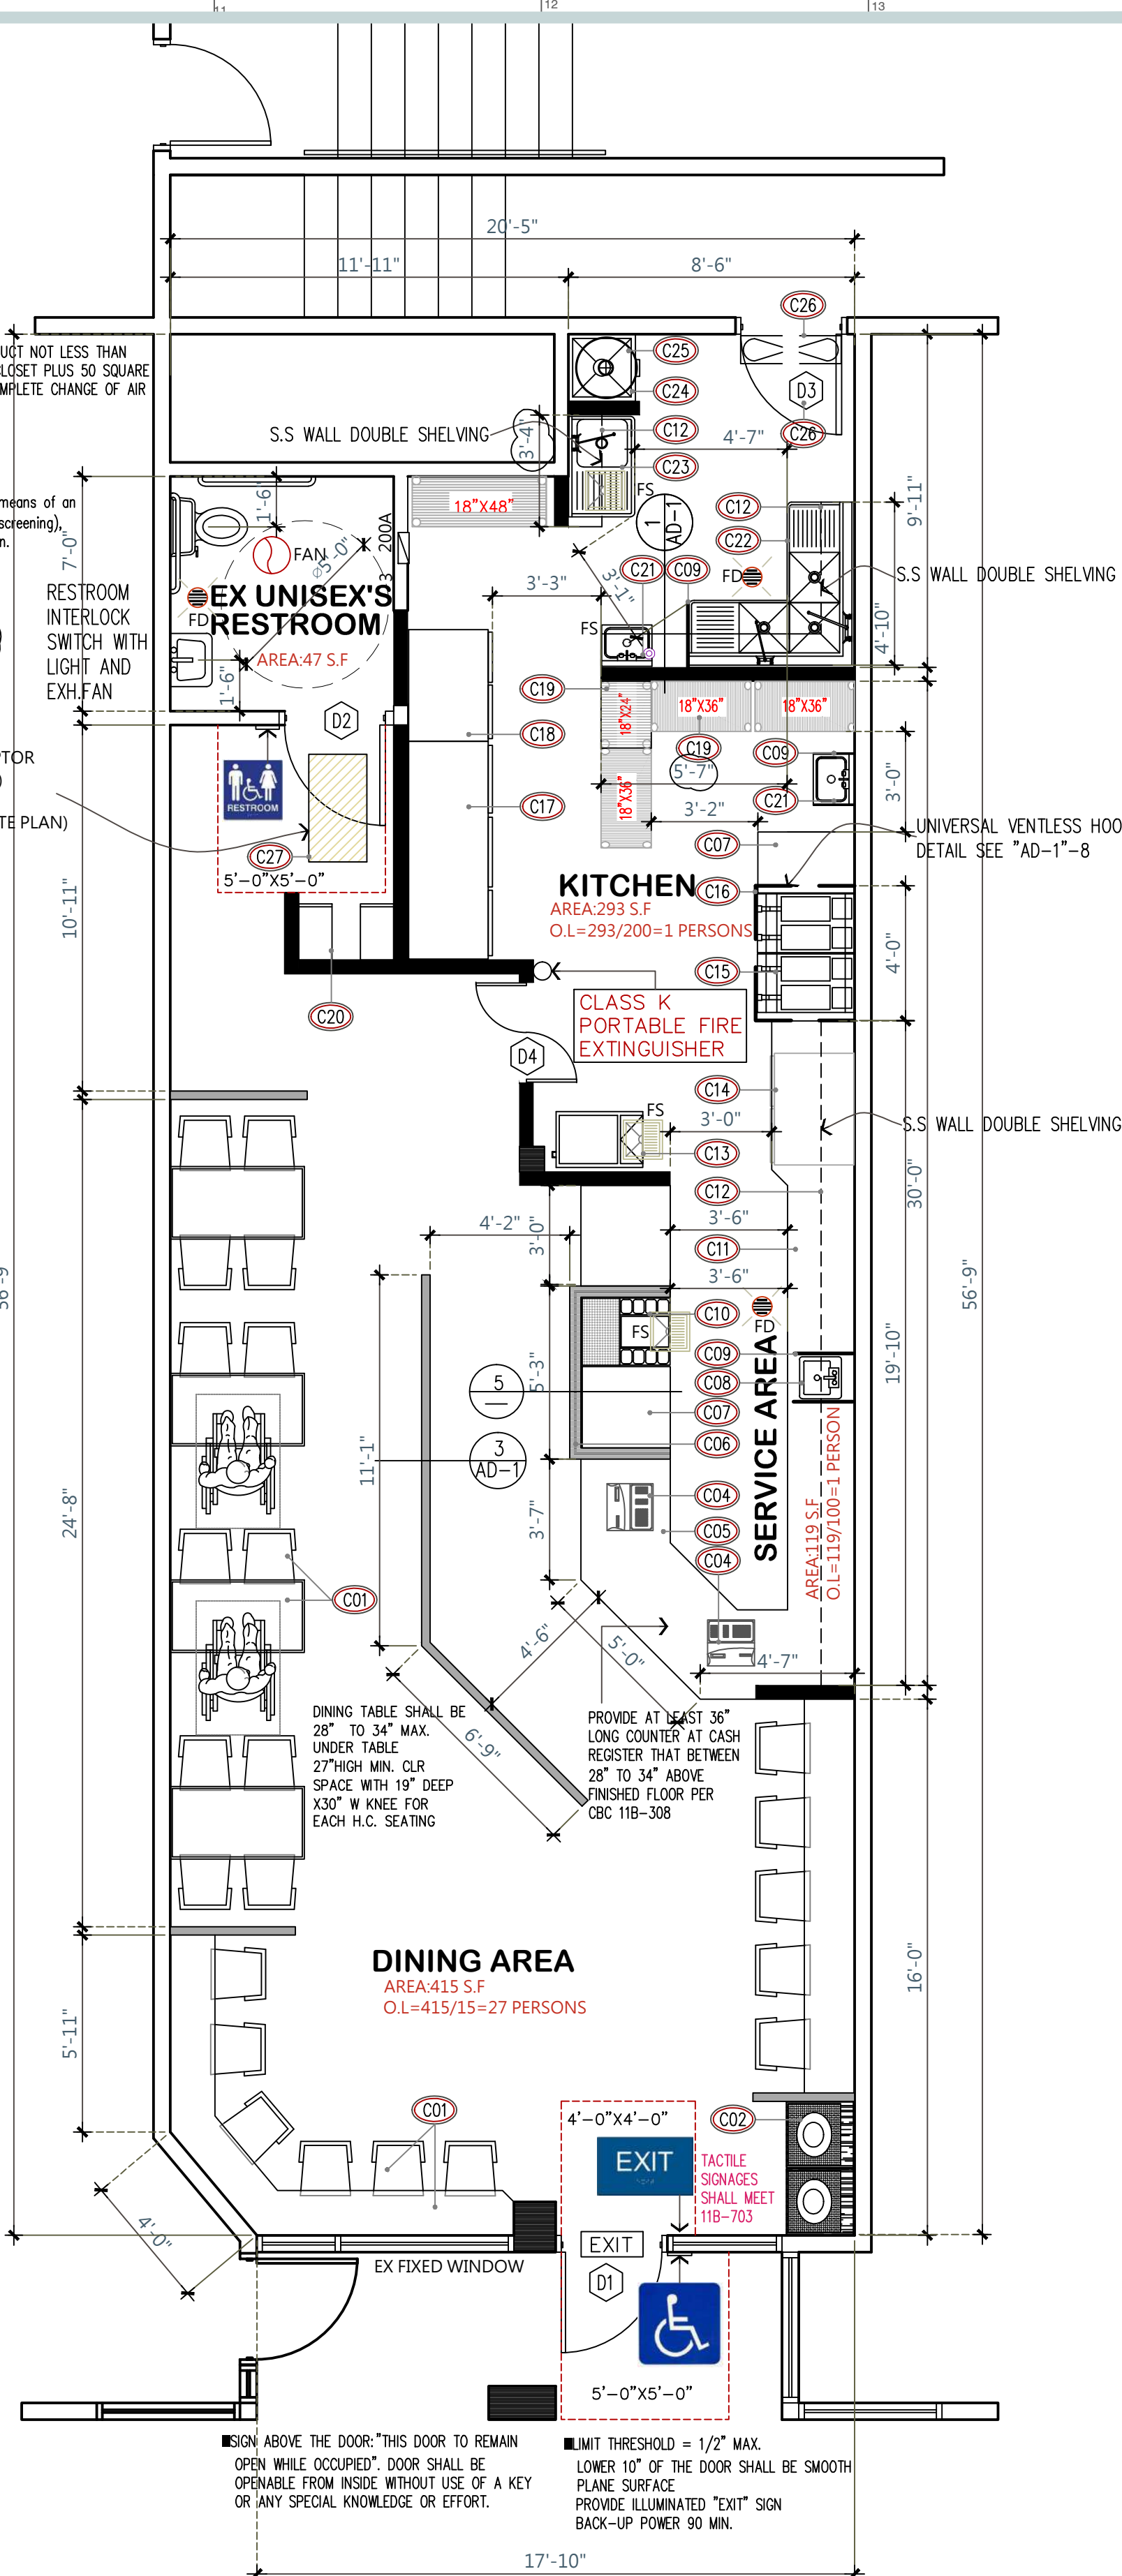 11
12
13
20'-5"
11'-11"
8'-6"
C26
UCT NOT LESS THAN
CLOSET PLUS 50 SQUARE
MPLETE CHANGE OF AIR
C25
C24
D3
S.S WALL DOUBLE SHELVING
3'-4"
C12
4'-7"
C26
C23
FS
means of an
screening),
n.
7'-0"
1'-6"
18"X48"
1
AD-1
C12
C22
9'-11"
3
200A
FAN
⌀5'-0"
C21
C09
FD
S.S WALL DOUBLE SHELVING
RESTROOM
INTERLOCK
SWITCH WITH
LIGHT AND
EXH.FAN
FD
EX UNISEX'S
RESTROOM
AREA:47 S.F
3'-3"
3'-1"
FS
4'-10"
1'-6"
C19
18"X24"
18"X36"
18"X36"
D2
C18
C19
C09
PTOR
)
TE PLAN)
RESTROOM
5'-7"
C17
18"X36"
3'-2"
C21
3'-0"
UNIVERSAL VENTLESS HOO
DETAIL SEE "AD-1"-8
C27
5'-0"X5'-0"
C07
KITCHEN
AREA:293 S.F
O.L=293/200=1 PERSONS
C16
10'-11"
4'-0"
C15
CLASS K
PORTABLE FIRE
EXTINGUISHER
C20
D4
C14
FS
3'-0"
S.S WALL DOUBLE SHELVING
C13
C12
30'-0"
4'-2"
3'-0"
3'-6"
C11
3'-6"
56'-9"
56'-9
C10
FD
FS
C09
5'-3"
C08
19'-10"
5
C07
3
AD-1
C06
SERVICE AREA
AREA:119 S.F
O.L=119/100=1 PERSON
11'-1"
24'-8"
3'-7"
C04
C05
C04
C01
4'-6"
5'-0"
4'-7"
DINING TABLE SHALL BE
28" TO 34" MAX.
UNDER TABLE
27"HIGH MIN. CLR
SPACE WITH 19" DEEP
X30" W KNEE FOR
EACH H.C. SEATING
6'-9"
PROVIDE AT LEAST 36"
LONG COUNTER AT CASH
REGISTER THAT BETWEEN
28" TO 34" ABOVE
FINISHED FLOOR PER
CBC 11B-308
DINING AREA
AREA:415 S.F
O.L=415/15=27 PERSONS
16'-0"
5'-11"
C01
4'-0"X4'-0"
C02
EXIT
TACTILE
SIGNAGES
SHALL MEET
11B-703
4'-0"
EXIT
EX FIXED WINDOW
D1
5'-0"X5'-0"
■SIGN ABOVE THE DOOR:"THIS DOOR TO REMAIN
OPEN WHILE OCCUPIED". DOOR SHALL BE
OPENABLE FROM INSIDE WITHOUT USE OF A KEY
OR ANY SPECIAL KNOWLEDGE OR EFFORT.
■LIMIT THRESHOLD = 1/2" MAX.
LOWER 10" OF THE DOOR SHALL BE SMOOTH
PLANE SURFACE
PROVIDE ILLUMINATED "EXIT" SIGN
BACK-UP POWER 90 MIN.
17'-10"